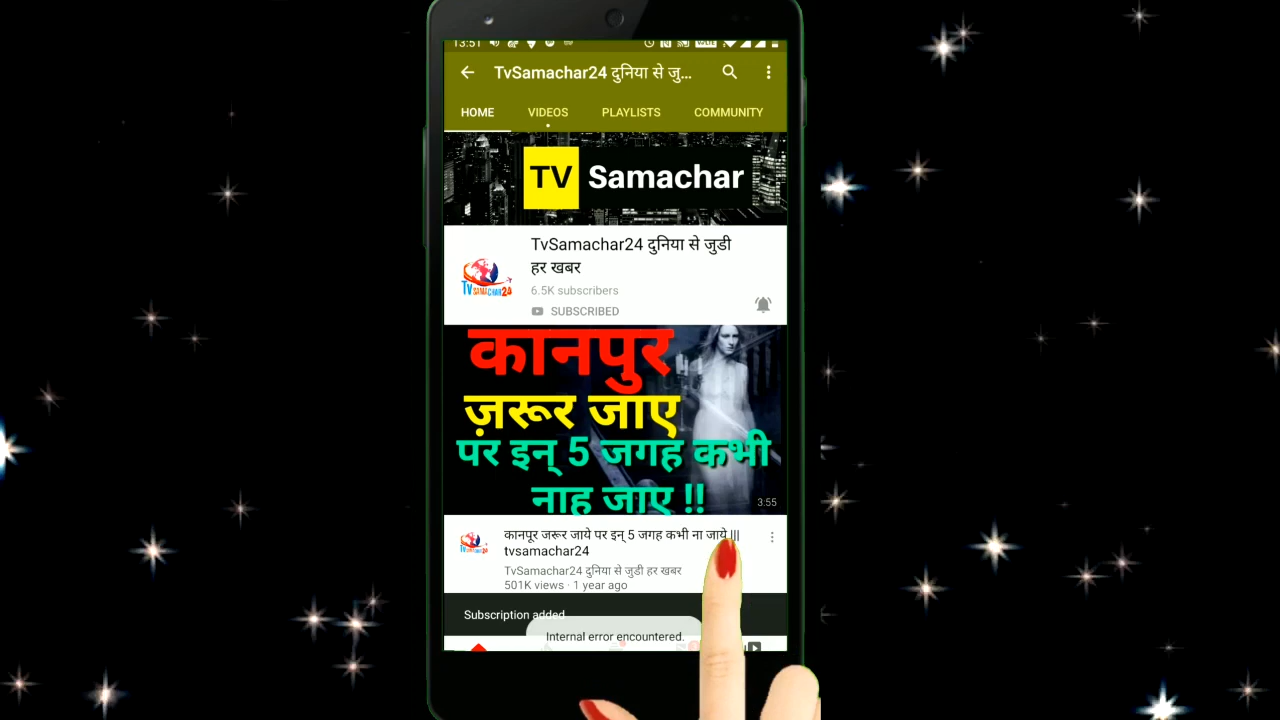 13:51
TvSamachar24 दुनिया से जु...
HOME VIDEOS PLAYLISTS COMMUNITY
TV Samachar
TvSamachar24 दुनिया से जुडी
हर खबर
6.5K subscribers
SUBSCRIBED
TV SAMACHAR24
कानपुर
ज़रूर जाए
पर इन् 5 जगह कभी
नाह जाए !!
3:55
कानपूर जरूर जाये पर इन् 5 जगह कभी ना जाये |||
tvsamachar24
TvSamachar24 दुनिया से जुडी हर खबर
501K views · 1 year ago
Subscription added
Internal error encountered.